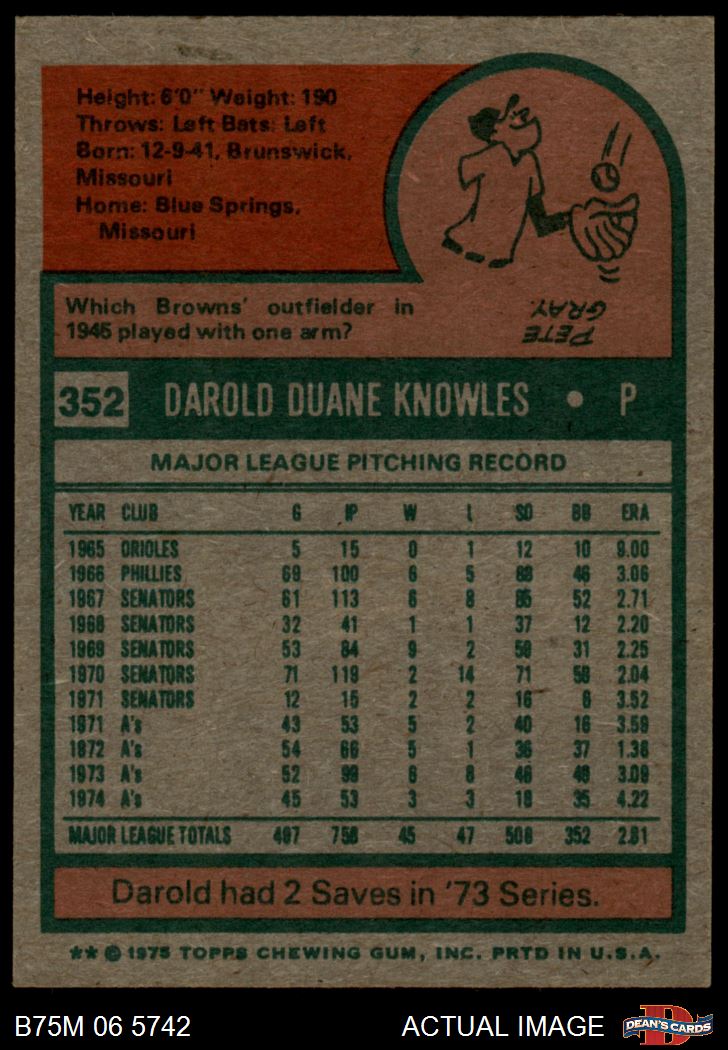 Height: 6'0" Weight: 190
Throws: Left Bats: Left
Born: 12-9-41, Brunswick,
Missouri
Home: Blue Springs,
Missouri
Which Browns' outfielder in
1945 played with one arm?
PETE
GRAY.
352 DAROLD DUANE KNOWLES • P
MAJOR LEAGUE PITCHING RECORD
YEAR CLUB G IP W L SO BB ERA
1965 ORIOLES 5 15 0 1 12 10 9.00
1966 PHILLIES 69 100 6 5 88 46 3.06
1967 SENATORS 61 113 6 8 85 52 2.71
1968 SENATORS 32 41 1 1 37 12 2.20
1969 SENATORS 53 84 9 2 59 31 2.25
1970 SENATORS 71 119 2 14 71 58 2.04
1971 SENATORS 12 15 2 2 16 6 3.52
1971 A's 43 53 5 2 40 16 3.59
1972 A's 54 66 5 1 36 37 1.36
1973 A's 52 99 6 8 46 49 3.09
1974 A's 45 53 3 3 18 35 4.22
MAJOR LEAGUE TOTALS 497 758 45 47 508 352 2.81
Darold had 2 Saves in '73 Series.
** © 1975 TOPPS CHEWING GUM, INC. PRTD. IN U.S.A.
B75M 06 5742 ACTUAL IMAGE DEAN'S CARDS